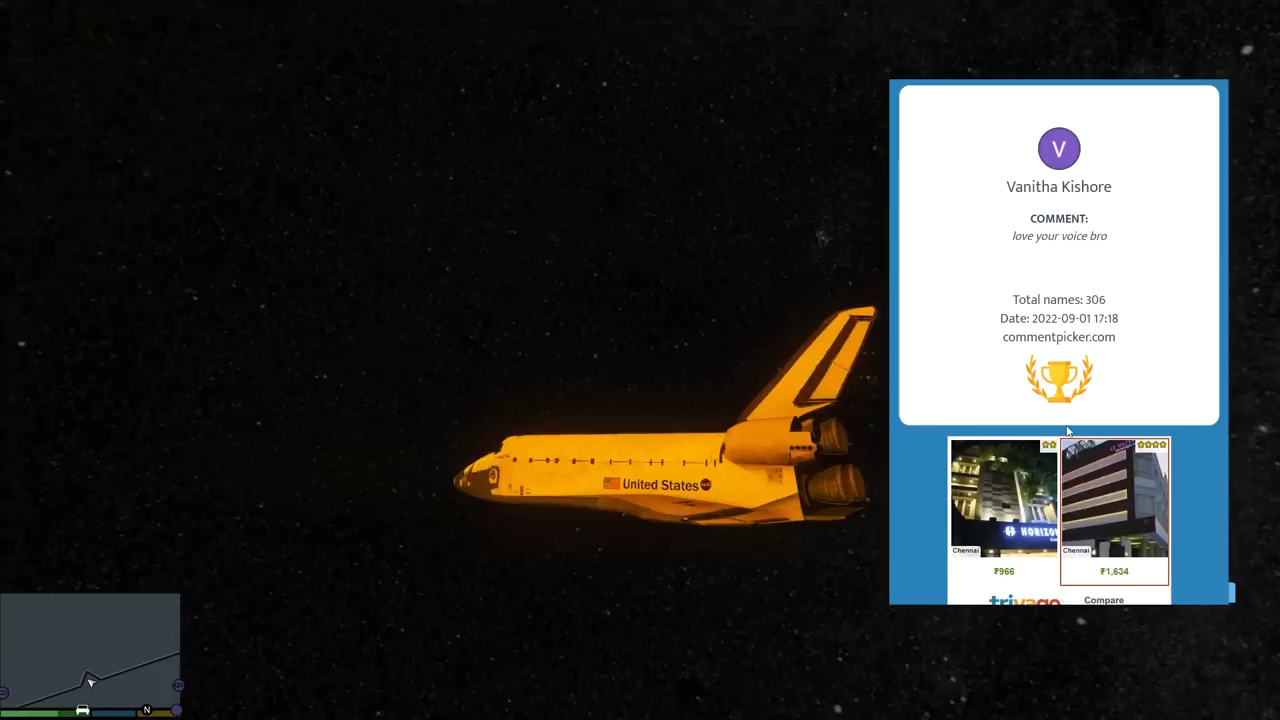 V
Vanitha Kishore
COMMENT:
love your voice bro
Total names: 306
Date: 2022-09-01 17:18
commentpicker.com
United States
HORIZO
Chennai
Chennai
₹966
₹1,634
trivago
Compare
N